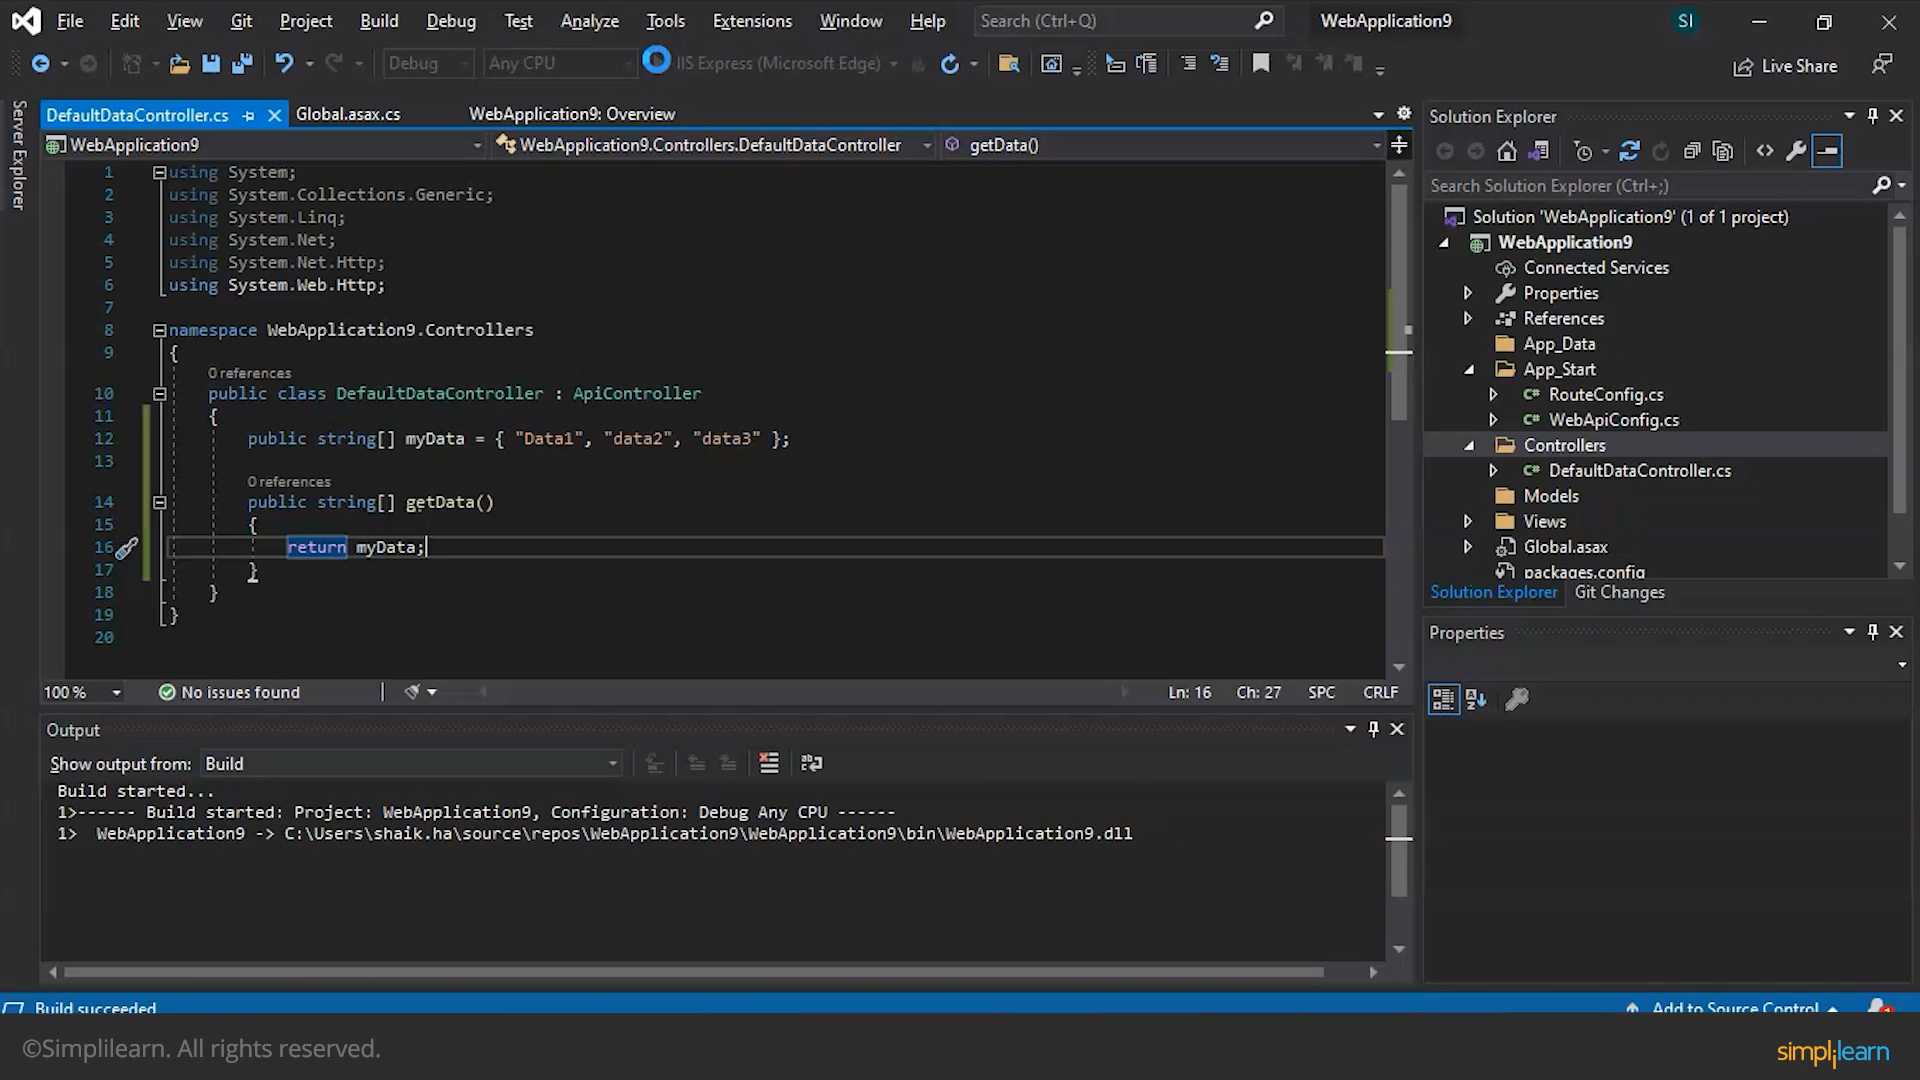 File Edit View Git Project Build Debug Test Analyze Tools Extensions Window Help Search (Ctrl+Q) WebApplication9 SI
Debug Any CPU IIS Express (Microsoft Edge) Live Share
Server Explorer
DefaultDataController.cs Global.asax.cs WebApplication9: Overview
WebApplication9 WebApplication9.Controllers.DefaultDataController getData()
1 using System;
2 using System.Collections.Generic;
3 using System.Linq;
4 using System.Net;
5 using System.Net.Http;
6 using System.Web.Http;
7
8 namespace WebApplication9.Controllers
9 {
0 references
10 public class DefaultDataController : ApiController
11 {
12 public string[] myData = { "Data1", "data2", "data3" };
13
0 references
14 public string[] getData()
15 {
16 return myData;
17 }
18 }
19 }
20
100 % No issues found Ln: 16 Ch: 27 SPC CRLF
Output
Show output from: Build
Build started...
1>------ Build started: Project: WebApplication9, Configuration: Debug Any CPU ------
1> WebApplication9 -> C:\Users\shaik.ha\source\repos\WebApplication9\WebApplication9\bin\WebApplication9.dll
Solution Explorer
Search Solution Explorer (Ctrl+;)
Solution 'WebApplication9' (1 of 1 project)
WebApplication9
Connected Services
Properties
References
App_Data
App_Start
C# RouteConfig.cs
C# WebApiConfig.cs
Controllers
C# DefaultDataController.cs
Models
Views
Global.asax
packages.config
Solution Explorer Git Changes
Properties
Build succeeded Add to Source Control 1
©Simplilearn. All rights reserved.
simplilearn